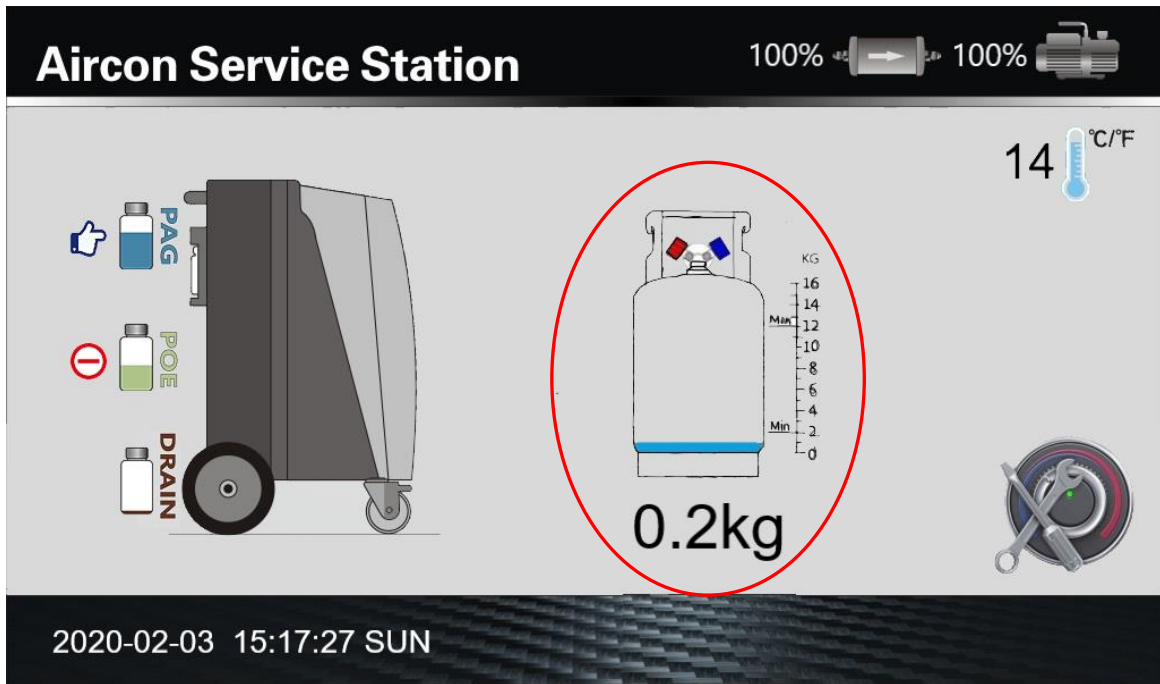 Aircon Service Station
100%
100%
14
°C/°F
PAG
POE
DRAIN
KG
16
14
Max
12
10
8
6
4
Min
2
0
0.2kg
2020-02-03 15:17:27 SUN